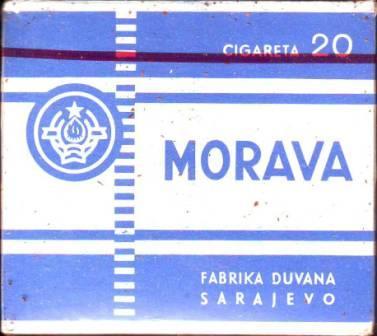 CIGARETA 20
MORAVA
FABRIKA DUVANA
SARAJEVO